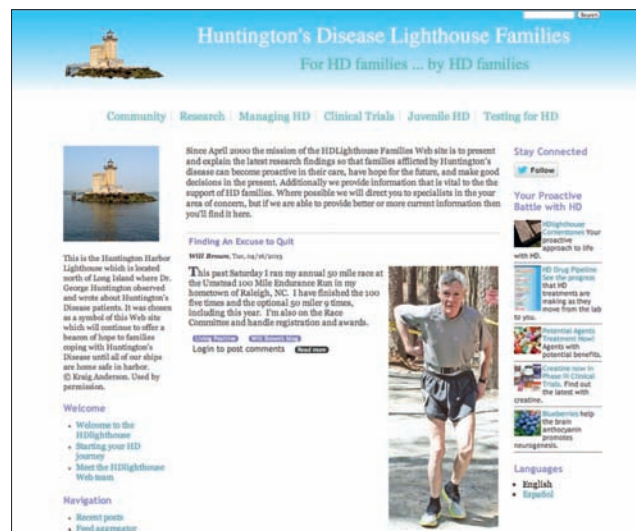 Search
Huntington's Disease Lighthouse Families
For HD families ... by HD families
Community
Research
Managing HD
Clinical Trials
Juvenile HD
Testing for HD
This is the Huntington Harbor
Lighthouse which is located
north of Long Island where Dr.
George Huntington observed
and wrote about Huntington's
Disease patients. It was chosen
as a symbol of this Web site
which will continue to offer a
beacon of hope to families
coping with Huntington's
Disease until all of our ships
are home safe in harbor.
© Kraig Anderson. Used by
permission.
Welcome
Welcome to the
HDlighthouse
Starting your HD
journey
Meet the HDlighthouse
Web team
Navigation
Recent posts
Feed aggregator
Since April 2000 the mission of the HDLighthouse Families Web site is to present
and explain the latest research findings so that families afflicted by Huntington's
disease can become proactive in their care, have hope for the future, and make good
decisions in the present. Additionally we provide information that is vital to the the
support of HD families. Where possible we will direct you to specialists in your
area of concern, but if we are able to provide better or more current information then
you'll find it here.
Finding An Excuse to Quit
Will Brown, Tue, 04/16/2013
This past Saturday I ran my annual 50 mile race at
the Umstead 100 Mile Endurance Run in my
hometown of Raleigh, NC. I have finished the 100
five times and the optional 50 miler 9 times,
including this year. I'm also on the Race
Committee and handle registration and awards.
Living Positive
Will Brown's blog
Login to post comments
Read more
Stay Connected
Follow
Your Proactive
Battle with HD
HDlighthouse
Cornerstones Your
proactive
approach to life
with HD.
HD Drug Pipeline
See the progress
that HD
treatments are
making as they
move from the lab
to you.
Potential Agents
Treatment Now!
Agents with
potential benefits.
Creatine now in
Phase III Clinical
Trials. Find out
the latest with
creatine.
Blueberries help
the brain
anthocyanin
promotes
neurogenesis.
Languages
English
Español